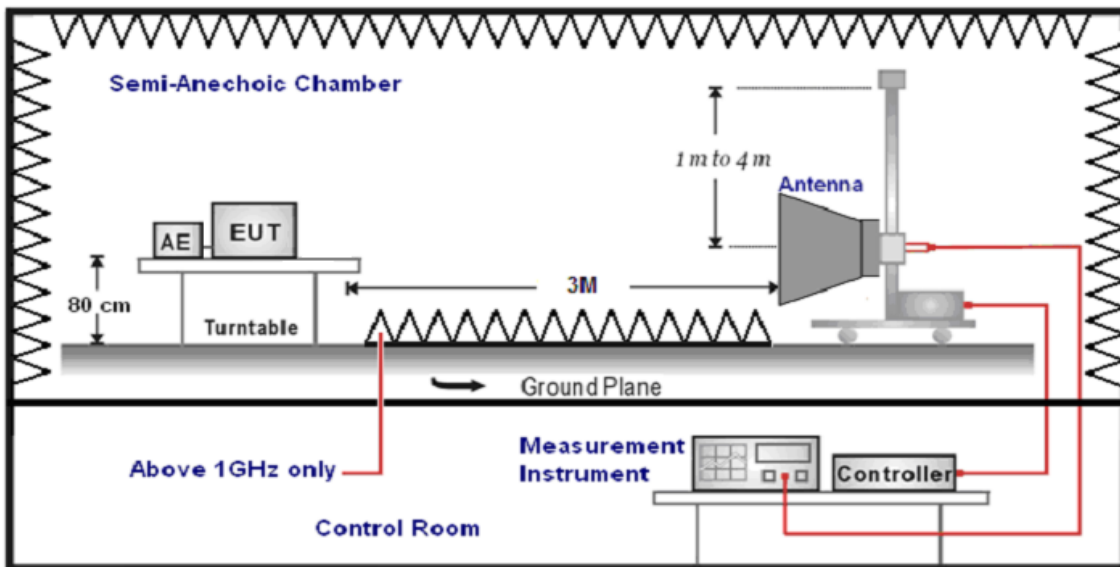 Semi-Anechoic Chamber
1 m to 4 m
Antenna
AE
EUT
80 cm
3M
Turntable
Ground Plane
Above 1GHz only
Measurement
Instrument
Controller
Control Room